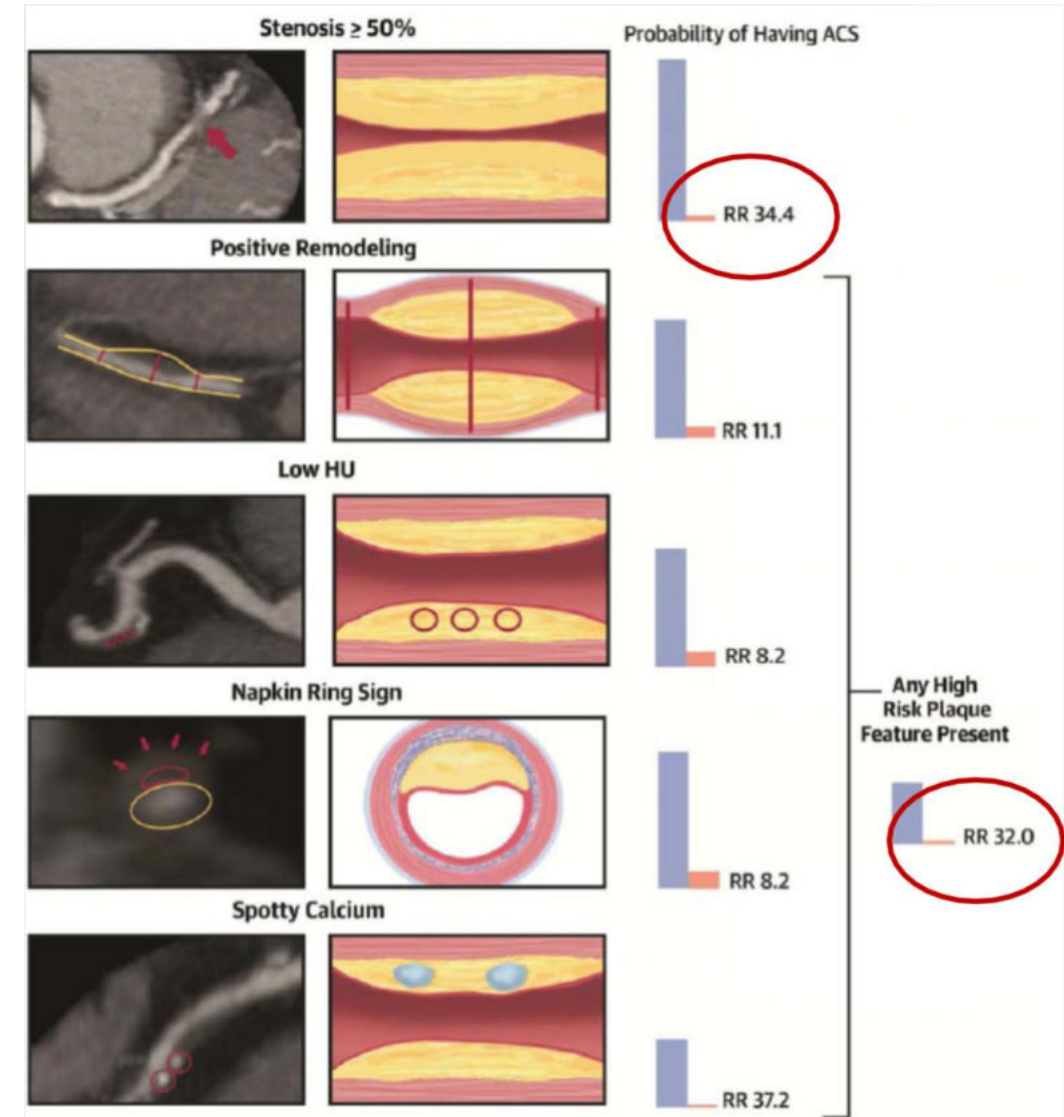 Stenosis ≥ 50%
Probability of Having ACS
RR 34.4
Positive Remodeling
RR 11.1
Low HU
RR 8.2
Napkin Ring Sign
RR 8.2
Any High
Risk Plaque
Feature Present
RR 32.0
Spotty Calcium
RR 37.2